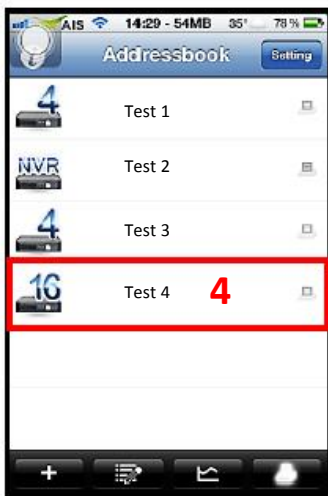 AIS 14:29 - 54MB 35° 78 %
Addressbook Setting
4 Test 1
NVR Test 2
4 Test 3
16 Test 4 4